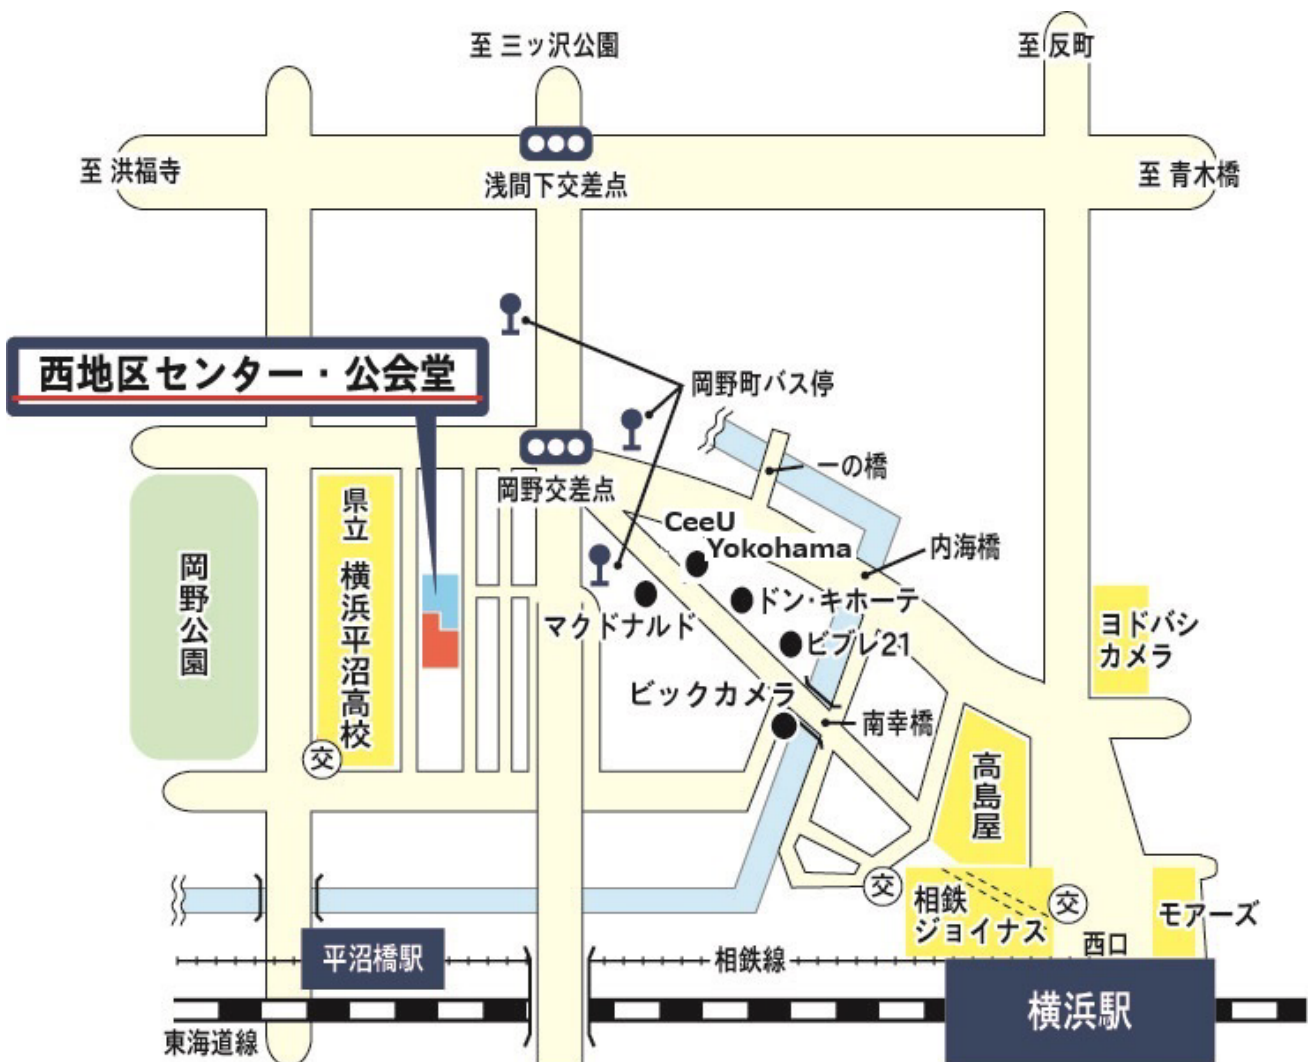 至 三ッ沢公園
至 反町
至 洪福寺
浅間下交差点
至 青木橋
西地区センター・公会堂
岡野町バス停
一の橋
岡野交差点
CeeU
Yokohama
内海橋
岡野公園
県立 横浜平沼高校
マクドナルド
ドン・キホーテ
ビブレ21
ヨドバシ
カメラ
ビックカメラ
南幸橋
交
高島屋
交
相鉄
ジョイナス
交
モアーズ
西口
平沼橋駅
相鉄線
横浜駅
東海道線